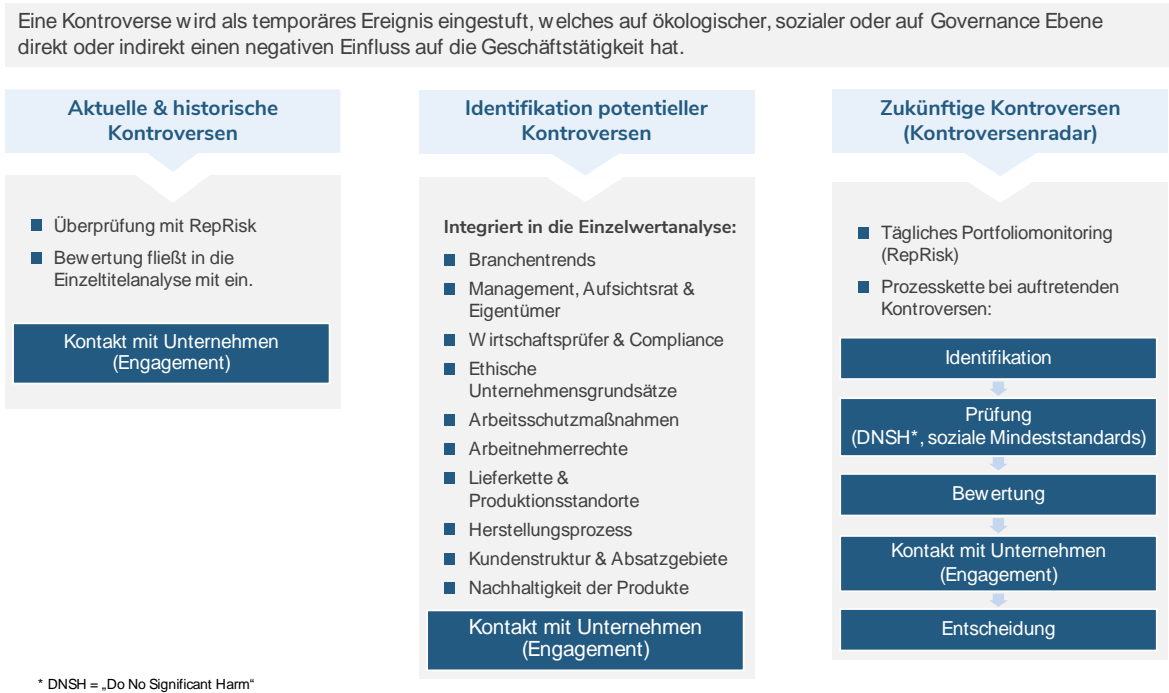 Eine Kontroverse wird als temporäres Ereignis eingestuft, welches auf ökologischer, sozialer oder auf Governance Ebene
direkt oder indirekt einen negativen Einfluss auf die Geschäftstätigkeit hat.
Aktuelle & historische
Kontroversen
Überprüfung mit RepRisk
Bewertung fließt in die
Einzeltitelanalyse mit ein.
Kontakt mit Unternehmen
(Engagement)
Identifikation potentieller
Kontroversen
Integriert in die Einzelwertanalyse:
Branchentrends
Management, Aufsichtsrat &
Eigentümer
Wirtschaftsprüfer & Compliance
Ethische
Unternehmensgrundsätze
Arbeitsschutzmaßnahmen
Arbeitnehmerrechte
Lieferkette &
Produktionsstandorte
Herstellungsprozess
Kundenstruktur & Absatzgebiete
Nachhaltigkeit der Produkte
Kontakt mit Unternehmen
(Engagement)
Zukünftige Kontroversen
(Kontroversenradar)
Tägliches Portfoliomonitoring
(RepRisk)
Prozesskette bei auftretenden
Kontroversen:
Identifikation
Prüfung
(DNSH*, soziale Mindeststandards)
Bewertung
Kontakt mit Unternehmen
(Engagement)
Entscheidung
* DNSH = „Do No Significant Harm“